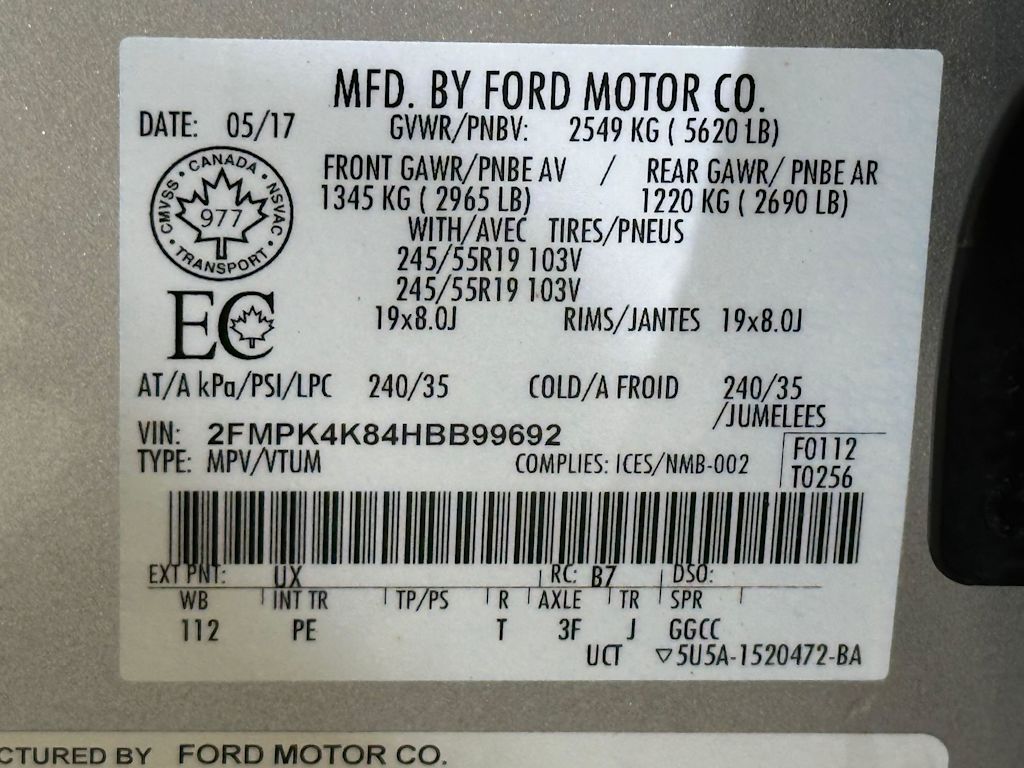 MFD. BY FORD MOTOR CO.
DATE: 05/17 GVWR/PNBV: 2549 KG ( 5620 LB)
FRONT GAWR/PNBE AV / REAR GAWR/ PNBE AR
1345 KG ( 2965 LB) 1220 KG ( 2690 LB)
CANADA
CMVSS 977 NSVAC
TRANSPORT
WITH/AVEC TIRES/PNEUS
245/55R19 103V
245/55R19 103V
EC
19x8.0J RIMS/JANTES 19x8.0J
AT/A kPa/PSI/LPC 240/35 COLD/A FROID 240/35
/JUMELEES
VIN: 2FMPK4K84HBB99692
F0112
TYPE: MPV/VTUM COMPLIES: ICES/NMB-002
T0256
EXT PNT: UX RC: B7 DSO:
WB INT TR TP/PS R AXLE TR SPR
112 PE T 3F J GGCC
UCT ▽5U5A-1520472-BA
CTURED BY FORD MOTOR CO.